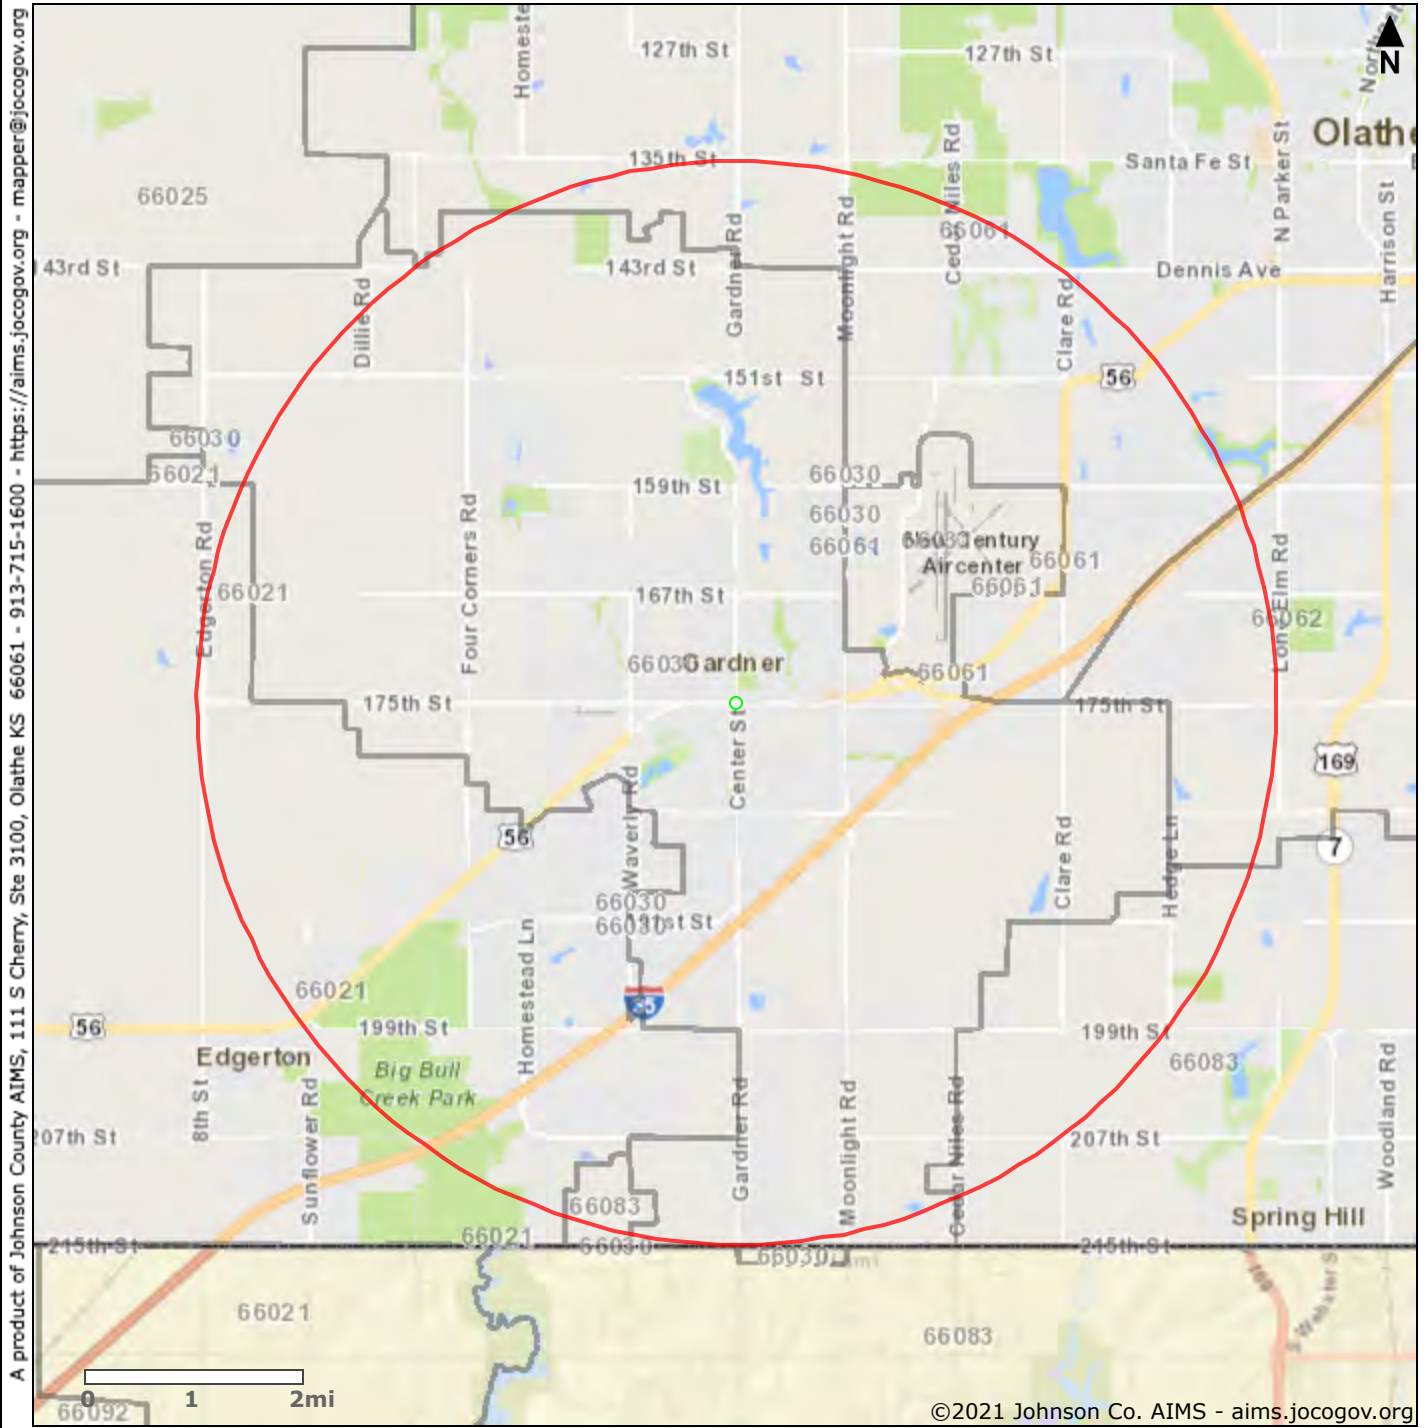 A product of Johnson County AIMS, 111 S Cherry, Ste 3100, Olathe KS 66061 - 913-715-1600 - https://aims.jocogov.org - mapper@jocogov.org
N
127th St
127th St
Olathe
135th St
Santa Fe St
N Parker St
66025
Harrison St
66061
143rd St
143rd St
Dennis Ave
Gardner Rd
Moonlight Rd
Dillie Rd
Clare Rd
151st St
56
66030
66021
66030
159th St
66030
66061
Century
Aircenter
66061
66061
Edgerton Rd
Four Corners Rd
66021
167th St
Lone Elm Rd
66062
Gardner
66061
175th St
175th St
Center St
169
56
7
Waverly Rd
Clare Rd
Hedge Ln
66030
66030
191st St
Homestead Ln
66021
35
56
199th St
199th St
Edgerton
66083
Big Bull
Creek Park
8th St
Sunflower Rd
Gardner Rd
Moonlight Rd
Cedar Niles Rd
Woodland Rd
207th St
207th St
66083
Spring Hill
66021
215th St
66030
66030
215th St
169
S Webster S
66021
66083
0 1 2mi
66092
©2021 Johnson Co. AIMS - aims.jocogov.org